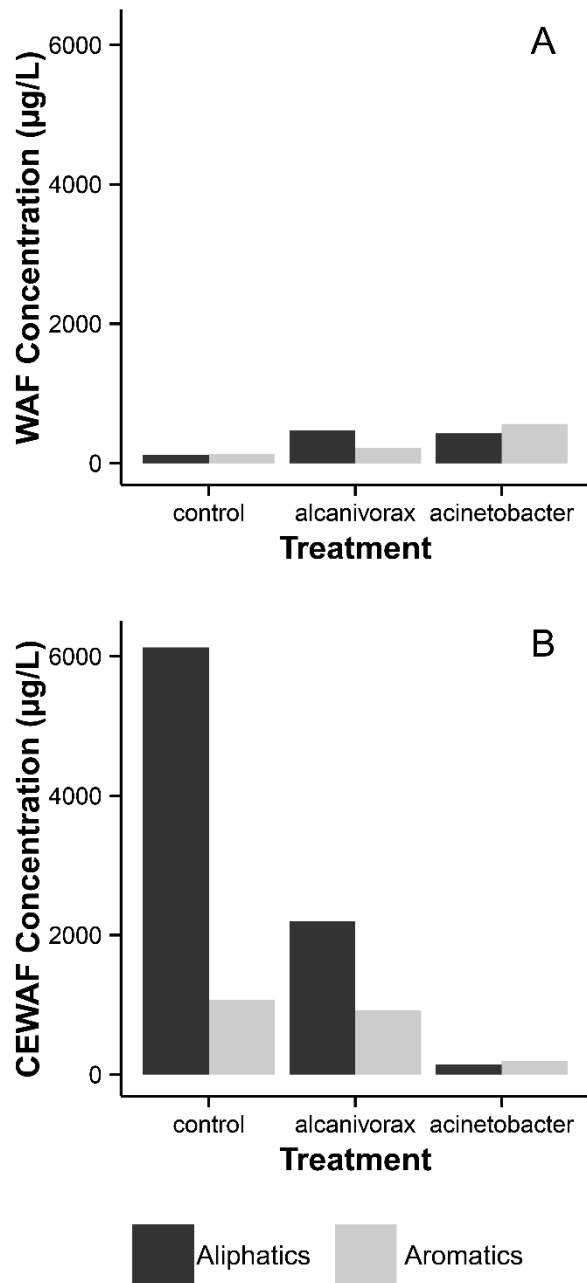 A
WAF Concentration (µg/L)
6000
4000
2000
0
control alcanivorax acinetobacter
Treatment
B
CEWAF Concentration (µg/L)
6000
4000
2000
0
control alcanivorax acinetobacter
Treatment
Aliphatics Aromatics